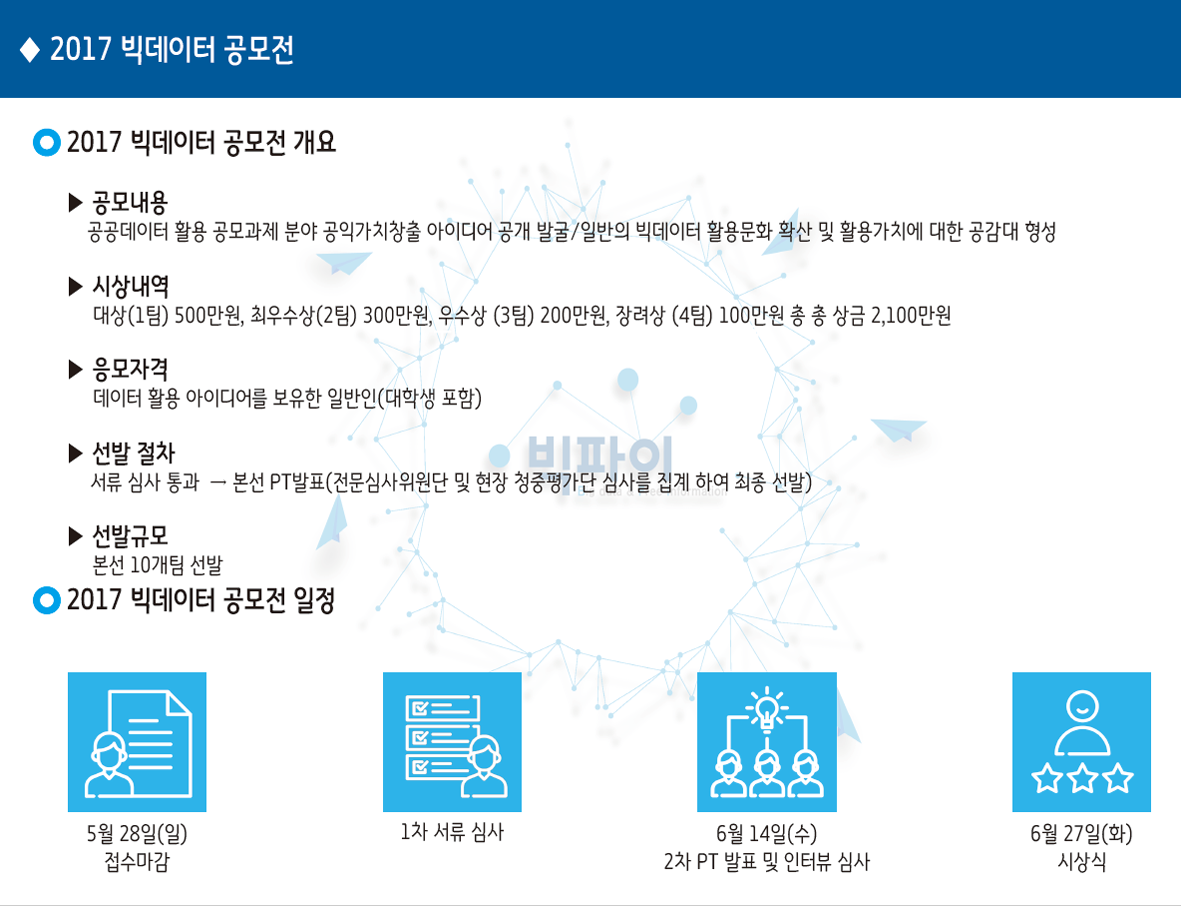 ◆ 2017 빅데이터 공모전
2017 빅데이터 공모전 개요
▶ 공모내용
공공데이터 활용 공모과제 분야 공익가치창출 아이디어 공개 발굴/일반의 빅데이터 활용문화 확산 및 활용가치에 대한 공감대 형성
▶ 시상내역
대상(1팀) 500만원, 최우수상(2팀) 300만원, 우수상 (3팀) 200만원, 장려상 (4팀) 100만원 총 총 상금 2,100만원
▶ 응모자격
데이터 활용 아이디어를 보유한 일반인(대학생 포함)
▶ 선발 절차
빅파이
서류 심사 통과 → 본선 PT발표(전문심사위원단 및 현장 청중평가단 심사를 집계 하여 최종 선발)
▶ 선발규모
본선 10개팀 선발
2017 빅데이터 공모전 일정
5월 28일(일)
접수마감
1차 서류 심사
6월 14일(수)
2차 PT 발표 및 인터뷰 심사
6월 27일(화)
시상식